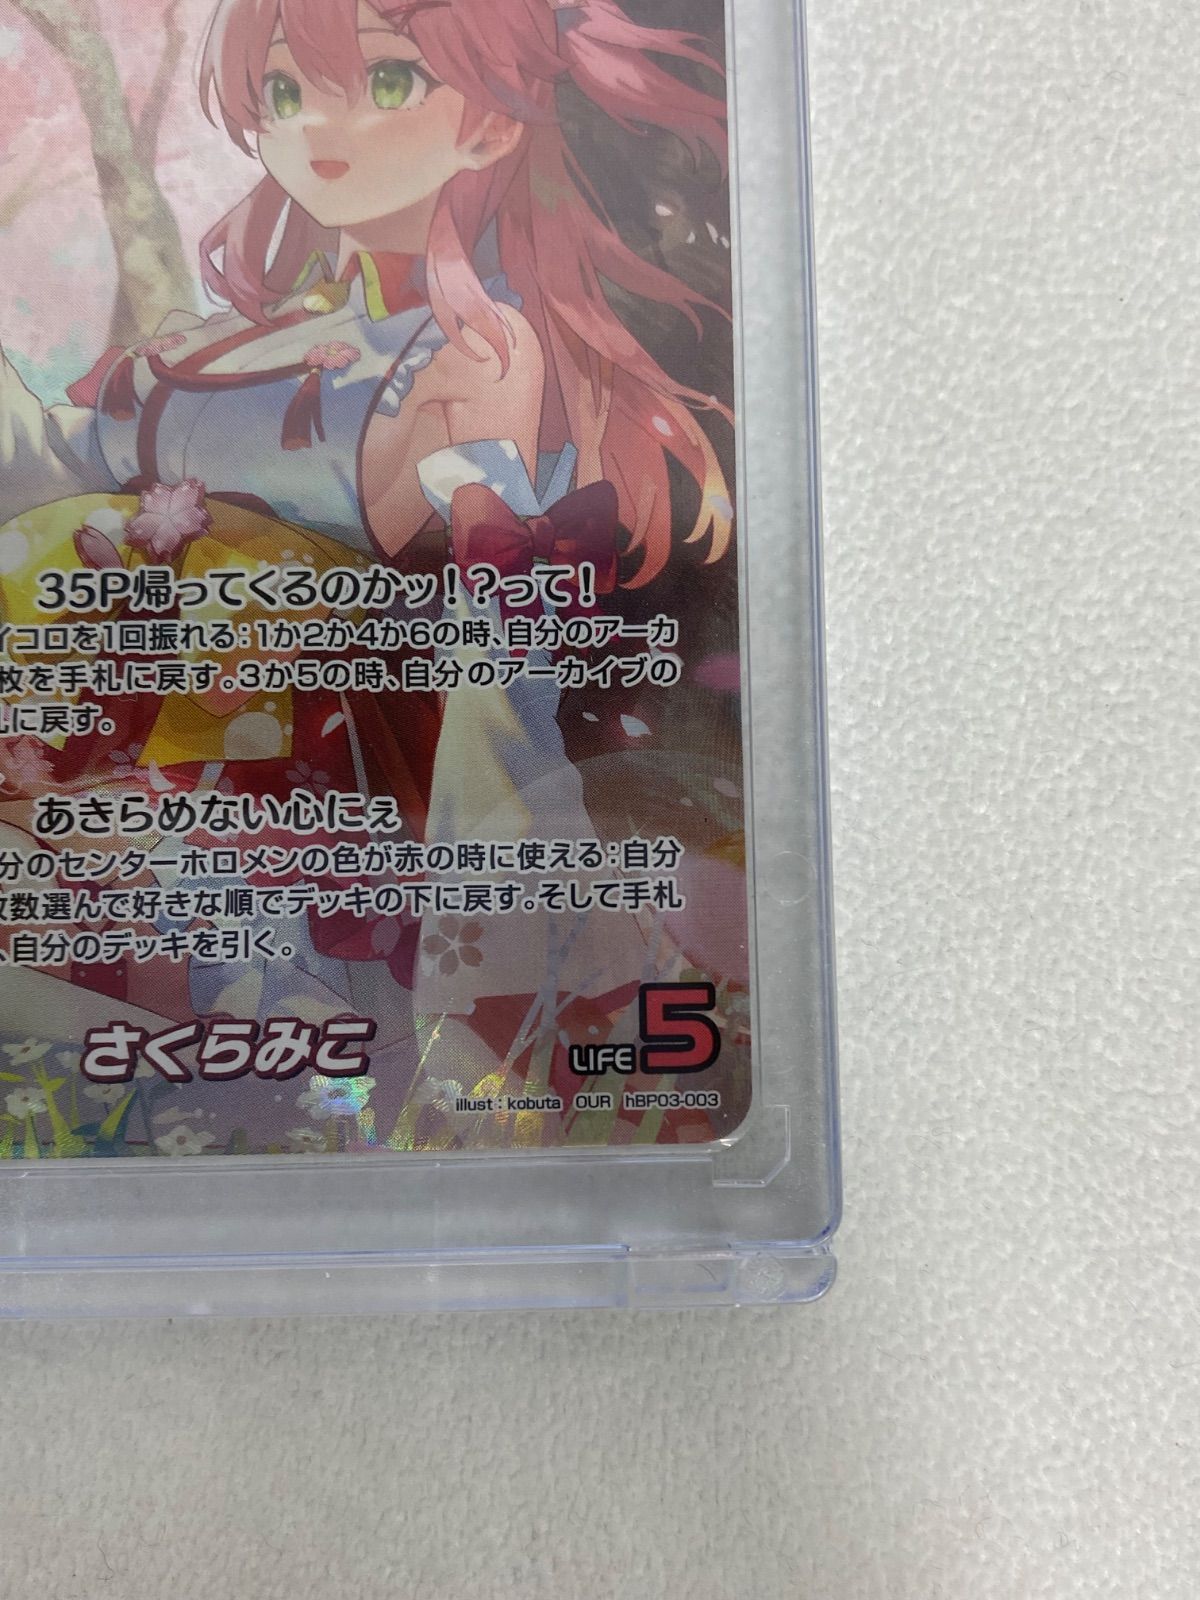 35P帰ってくるのかッ!?って!
イコロを1回振れる：1か2か4か6の時、自分のアーカ
枚を手札に戻す。3か5の時、自分のアーカイブの
札に戻す。
あきらめない心にぇ
分のセンターホロメンの色が赤の時に使える：自分
枚数選んで好きな順でデッキの下に戻す。そして手札
、自分のデッキを引く。
さくらみこ
LIFE 5
illust : kobuta OUR hBP03-003